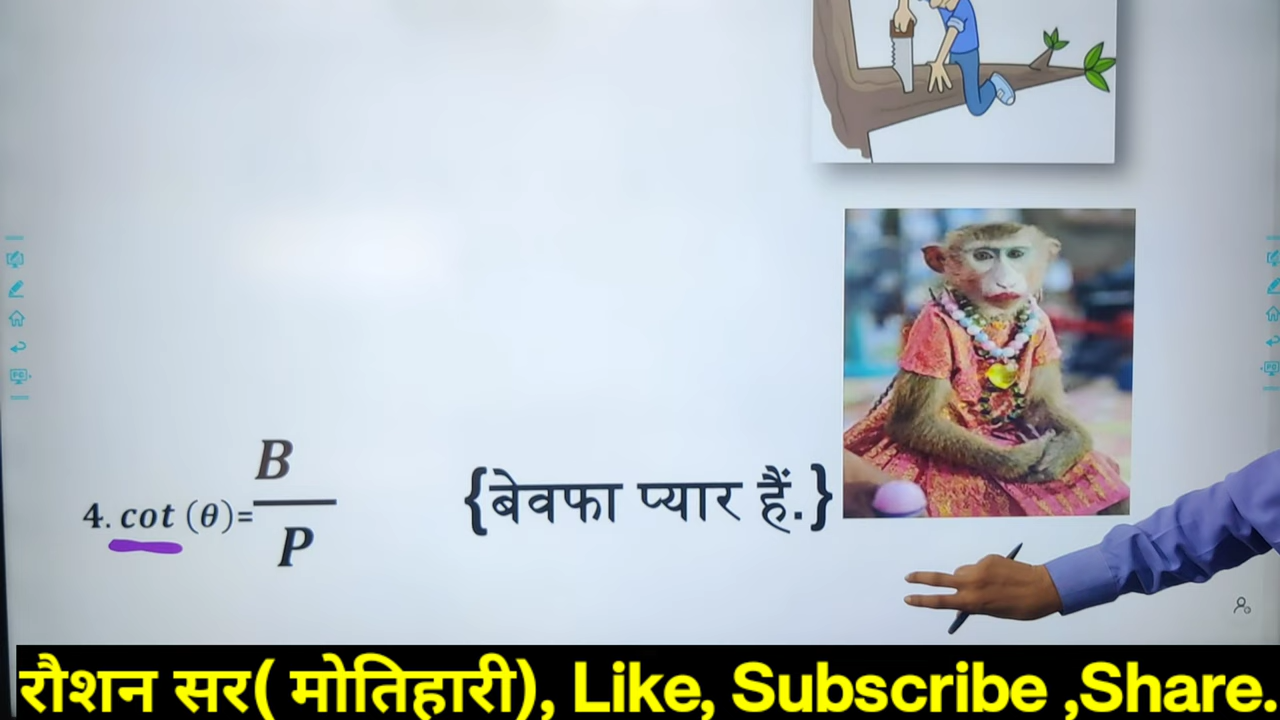 4. cot (θ)=B/P {बेवफा प्यार हैं.}
रौशन सर( मोतिहारी), Like, Subscribe ,Share.